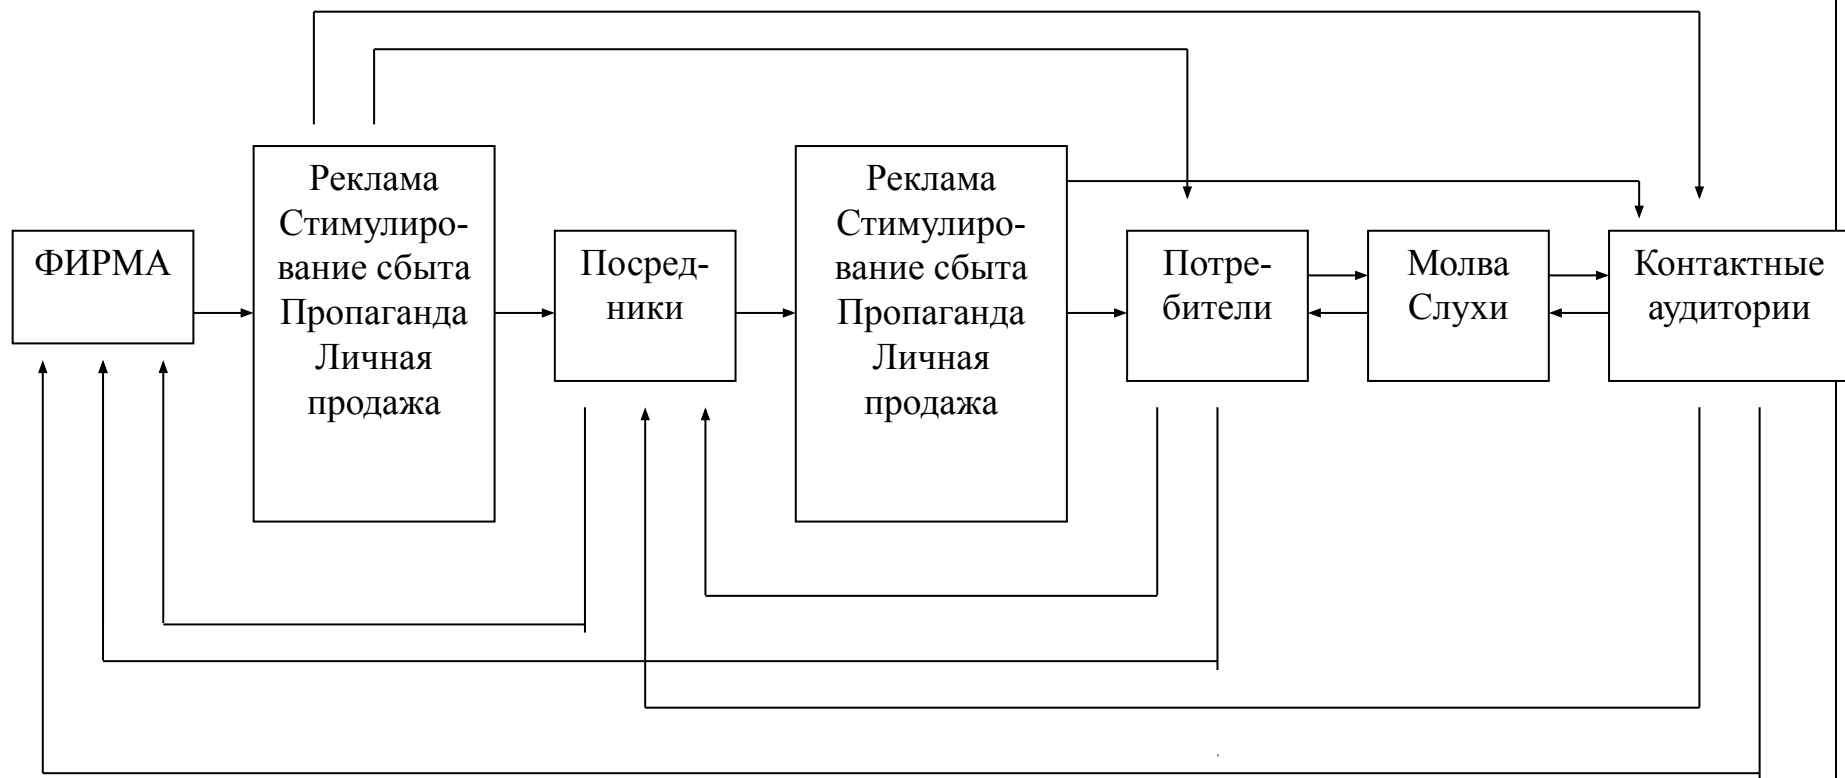 ФИРМА
Реклама
Стимулиро-
вание сбыта
Пропаганда
Личная
продажа
Посред-
ники
Реклама
Стимулиро-
вание сбыта
Пропаганда
Личная
продажа
Потре-
бители
Молва
Слухи
Контактные
аудитории